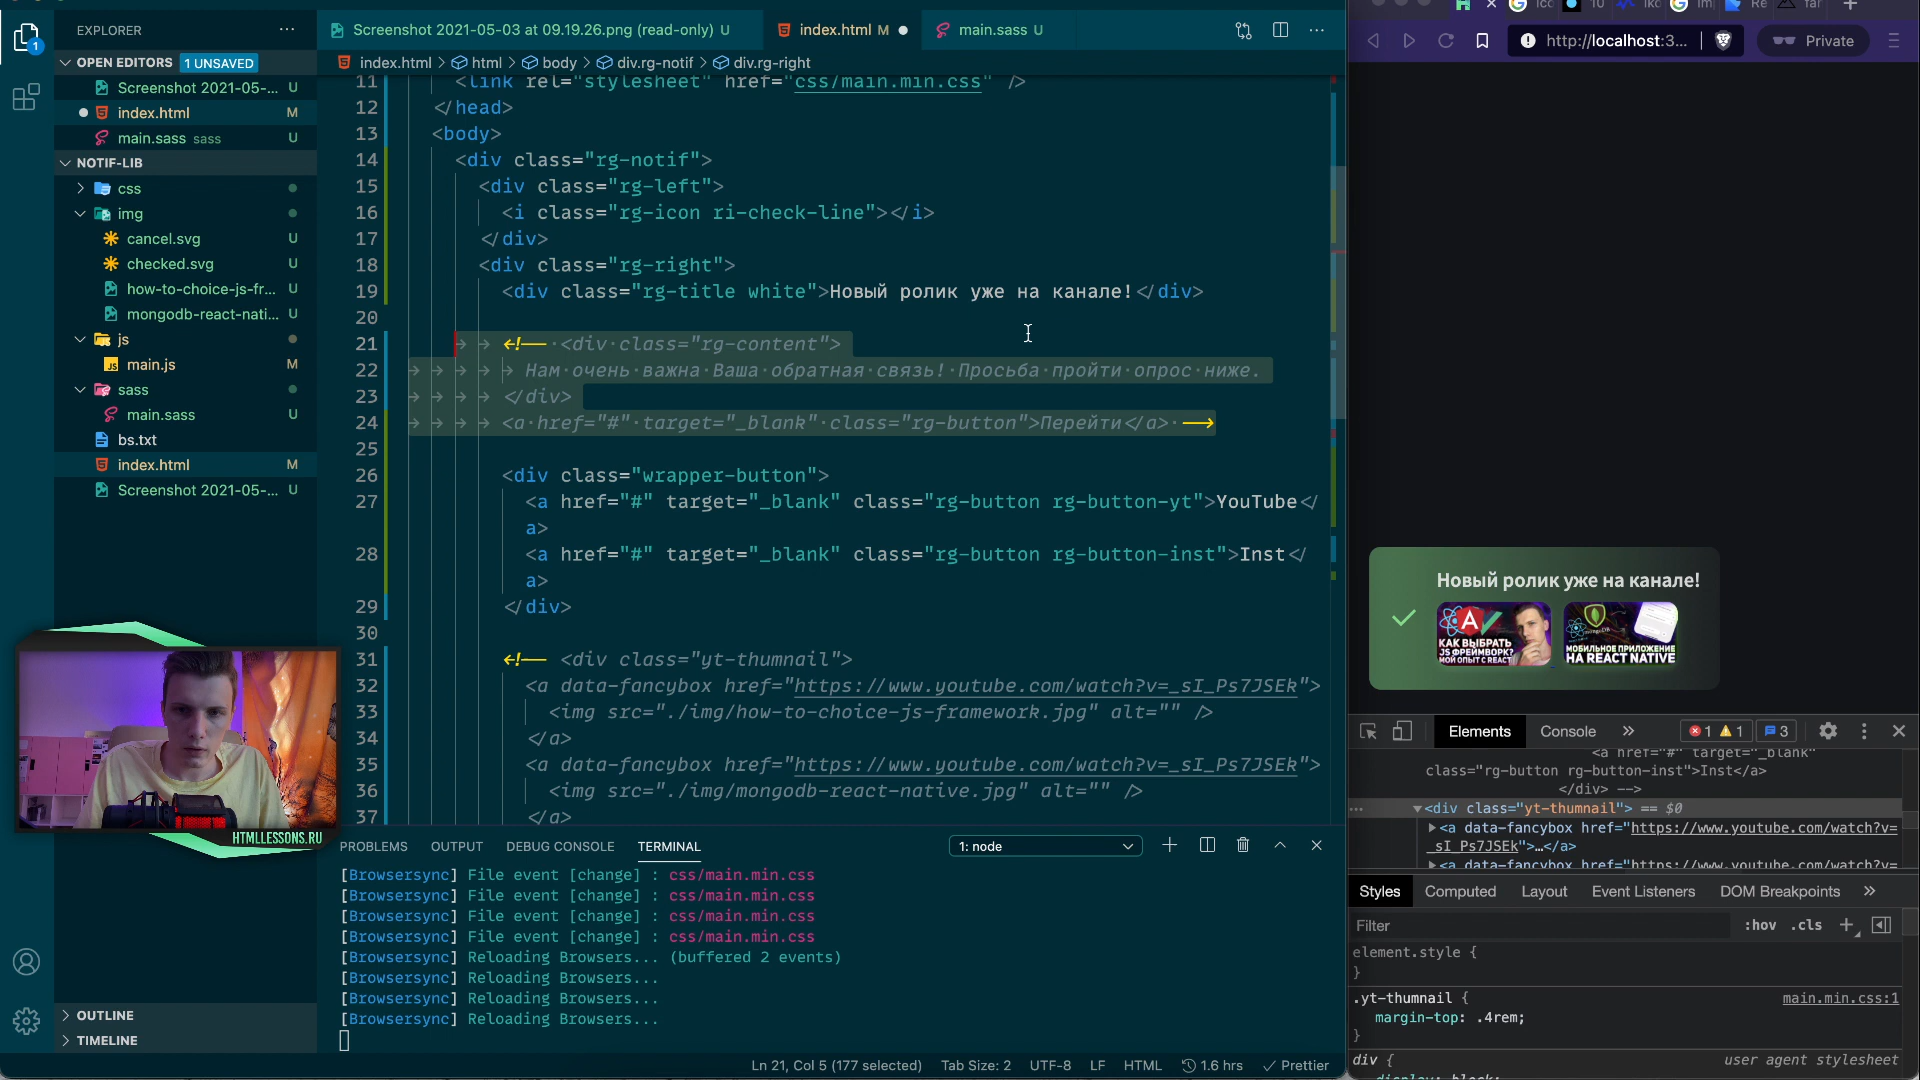 EXPLORER
OPEN EDITORS 1 UNSAVED
Screenshot 2021-05-... U
index.html M
main.sass sass U
NOTIF-LIB
css
img
cancel.svg U
checked.svg U
how-to-choice-js-fr... U
mongodb-react-nati... U
js
main.js M
sass
main.sass U
bs.txt
index.html M
Screenshot 2021-05-... U
OUTLINE
TIMELINE
HTMLLESSONS.RU
Screenshot 2021-05-03 at 09.19.26.png (read-only) U
index.html M
main.sass U
index.html > html > body > div.rg-notif > div.rg-right
11 <link rel="stylesheet" href="css/main.min.css" />
12 </head>
13 <body>
14 <div class="rg-notif">
15 <div class="rg-left">
16 <i class="rg-icon ri-check-line"></i>
17 </div>
18 <div class="rg-right">
19 <div class="rg-title white">Новый ролик уже на канале!</div>
20
21 <!-- <div class="rg-content">
22 Нам очень важна Ваша обратная связь! Просьба пройти опрос ниже.
23 </div>
24 <a href="#" target="_blank" class="rg-button">Перейти</a> -->
25
26 <div class="wrapper-button">
27 <a href="#" target="_blank" class="rg-button rg-button-yt">YouTube</
a>
28 <a href="#" target="_blank" class="rg-button rg-button-inst">Inst</
a>
29 </div>
30
31 <!-- <div class="yt-thumnail">
32 <a data-fancybox href="https://www.youtube.com/watch?v=_sI_Ps7JSEk">
33 <img src="./img/how-to-choice-js-framework.jpg" alt="" />
34 </a>
35 <a data-fancybox href="https://www.youtube.com/watch?v=_sI_Ps7JSEk">
36 <img src="./img/mongodb-react-native.jpg" alt="" />
37 </a>
PROBLEMS OUTPUT DEBUG CONSOLE TERMINAL 1: node
[Browsersync] File event [change] : css/main.min.css
[Browsersync] File event [change] : css/main.min.css
[Browsersync] File event [change] : css/main.min.css
[Browsersync] File event [change] : css/main.min.css
[Browsersync] Reloading Browsers... (buffered 2 events)
[Browsersync] Reloading Browsers...
[Browsersync] Reloading Browsers...
[Browsersync] Reloading Browsers...
Ln 21, Col 5 (177 selected) Tab Size: 2 UTF-8 LF HTML 1.6 hrs Prettier
http://localhost:3... Private
Новый ролик уже на канале!
КАК ВЫБРАТЬ
JS ФРЕЙМВОРК?
МОЙ ОПЫТ С REACT
МОБИЛЬНОЕ ПРИЛОЖЕНИЕ
НА REACT NATIVE
Elements Console 1 1 3
<a href="#" target="_blank"
class="rg-button rg-button-inst">Inst</a>
</div> -->
<div class="yt-thumnail"> == $0
<a data-fancybox href="https://www.youtube.com/watch?v=
_sI_Ps7JSEk">…</a>
<a data-fancybox href="https://www.youtube.com/watch?v=
Styles Computed Layout Event Listeners DOM Breakpoints
Filter :hov .cls
element.style {
}
.yt-thumnail { main.min.css:1
margin-top: .4rem;
}
div { user agent stylesheet
display: block;